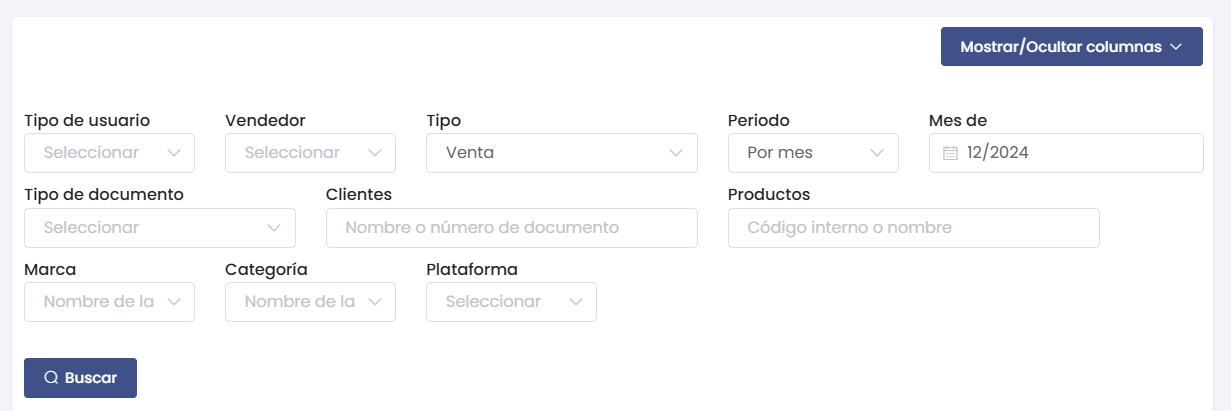 Mostrar/Ocultar columnas
Tipo de usuario Vendedor Tipo Periodo Mes de
Seleccionar Seleccionar Venta Por mes 12/2024
Tipo de documento Clientes Productos
Seleccionar Nombre o número de documento Código interno o nombre
Marca Categoría Plataforma
Nombre de la Nombre de la Seleccionar
Buscar